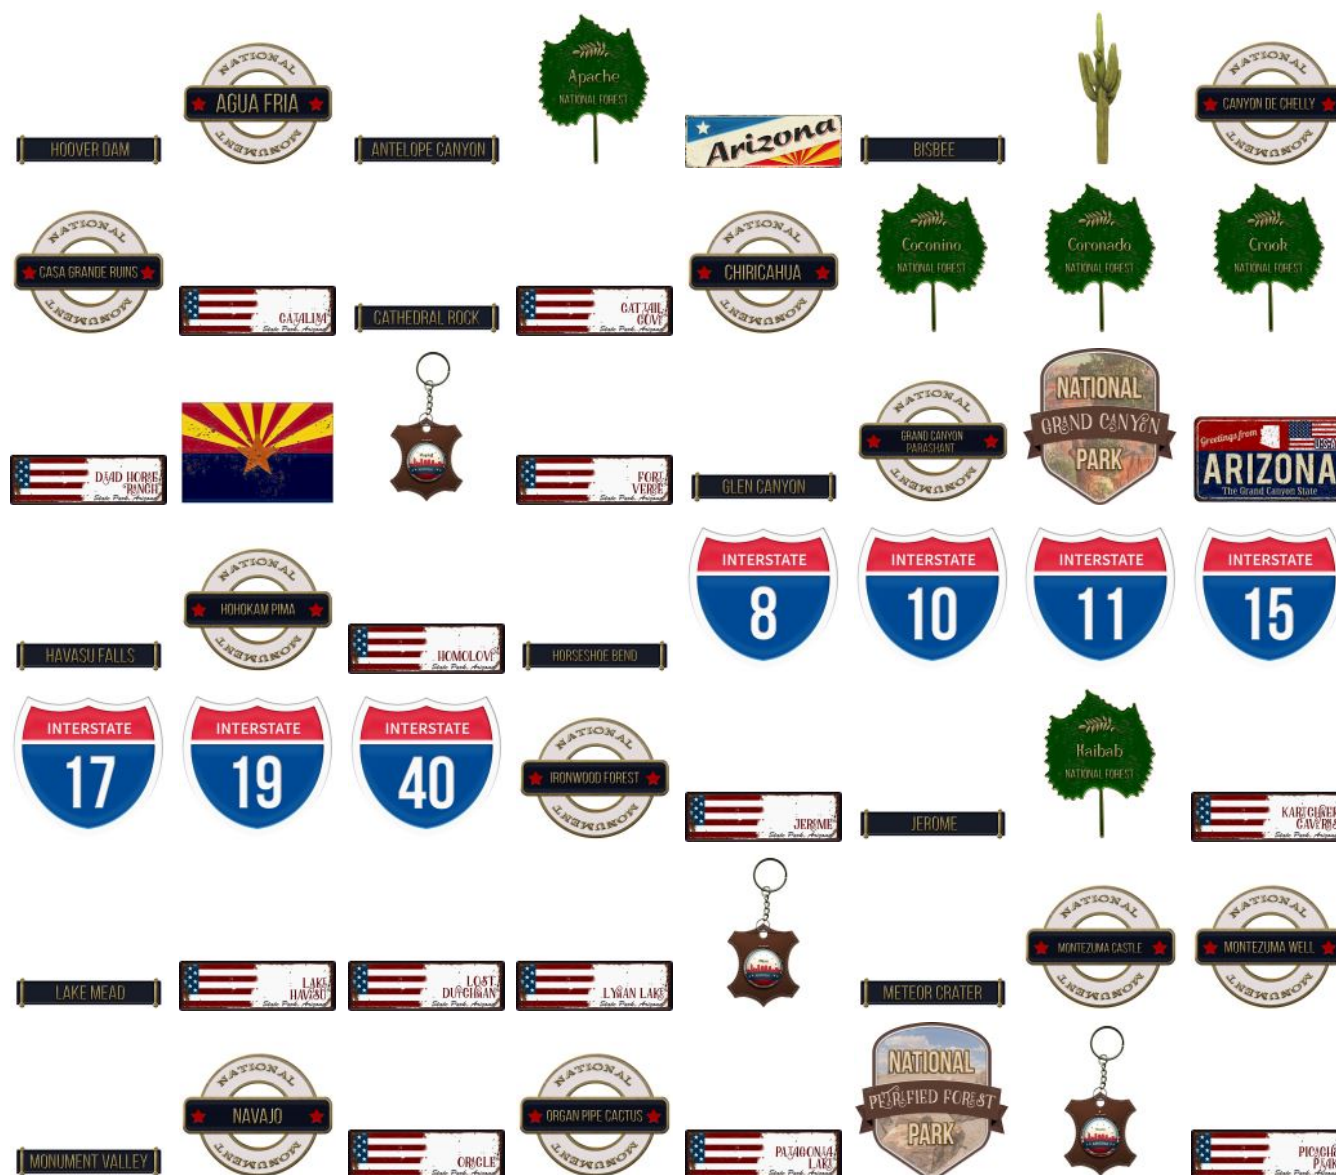 HOOVER DAM
NATIONAL
AGUA FRIA
MONUMENT
ANTELOPE CANYON
Apache
NATIONAL FOREST
Arizona
BISBEE
NATIONAL
CANYON DE CHELLY
MONUMENT
NATIONAL
CASA GRANDE RUINS
MONUMENT
CATALINA
State Park, Arizona
CATHEDRAL ROCK
CATTAIL
COVE
State Park, Arizona
NATIONAL
CHIRICAHUA
MONUMENT
Coconino
NATIONAL FOREST
Coronado
NATIONAL FOREST
Crook
NATIONAL FOREST
DEAD HORSE
RANCH
State Park, Arizona
FORT
VERDE
State Park, Arizona
GLEN CANYON
NATIONAL
GRAND CANYON
PARASHANT
MONUMENT
NATIONAL
GRAND CANYON
PARK
Greetings from
USA
ARIZONA
The Grand Canyon State
HAVASU FALLS
NATIONAL
HOHOKAM PIMA
MONUMENT
HOMOLOVI
State Park, Arizona
HORSESHOE BEND
INTERSTATE
8
INTERSTATE
10
INTERSTATE
11
INTERSTATE
15
INTERSTATE
17
INTERSTATE
19
INTERSTATE
40
NATIONAL
IRONWOOD FOREST
MONUMENT
JEROME
State Park, Arizona
JEROME
Kaibab
NATIONAL FOREST
KARTCHNER
CAVERNS
State Park, Arizona
LAKE MEAD
LAKE
HAVASU
State Park, Arizona
LOST
DUTCHMAN
State Park, Arizona
LYMAN LAKE
State Park, Arizona
METEOR CRATER
NATIONAL
MONTEZUMA CASTLE
MONUMENT
NATIONAL
MONTEZUMA WELL
MONUMENT
MONUMENT VALLEY
NATIONAL
NAVAJO
MONUMENT
ORACLE
State Park, Arizona
NATIONAL
ORGAN PIPE CACTUS
MONUMENT
PATAGONIA
LAKE
State Park, Arizona
NATIONAL
PETRIFIED FOREST
PARK
PICACHO
PEAK
State Park, Arizona